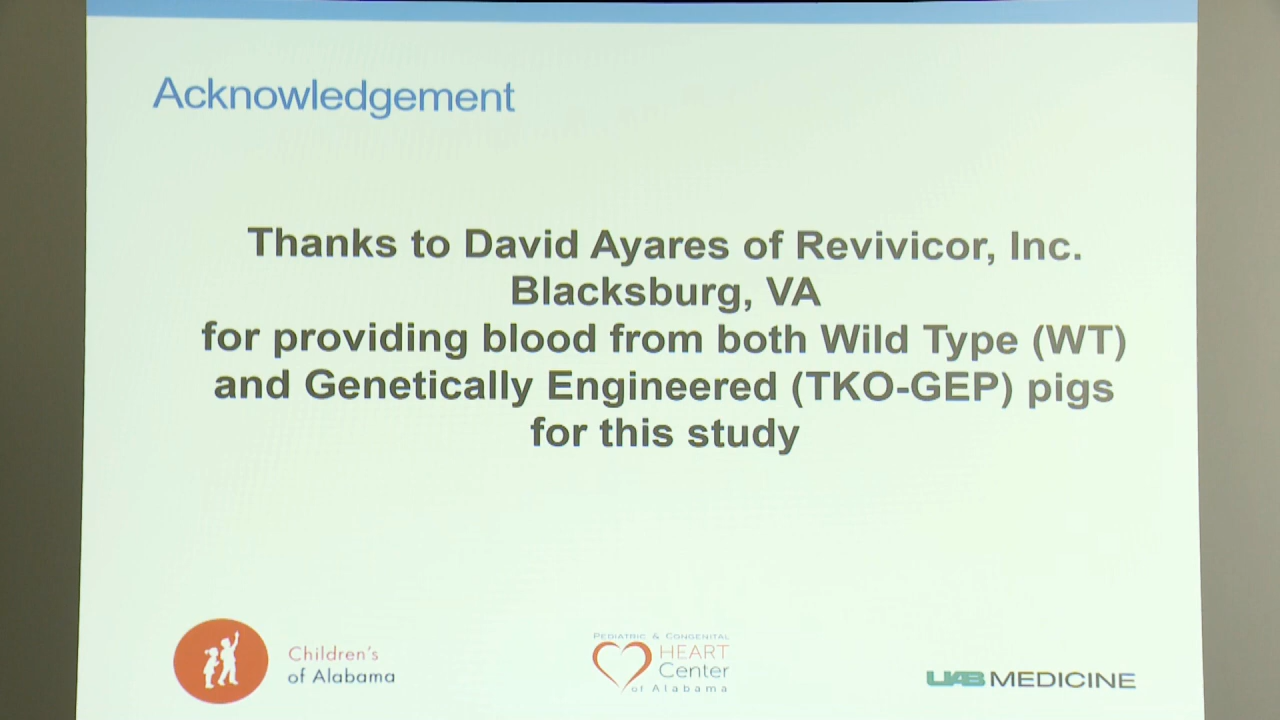 Acknowledgement
Thanks to David Ayares of Revivicor, Inc.
Blacksburg, VA
for providing blood from both Wild Type (WT)
and Genetically Engineered (TKO-GEP) pigs
for this study
Children's
of Alabama
PEDIATRIC & CONGENITAL
HEART
Center
of Alabama
UAB MEDICINE